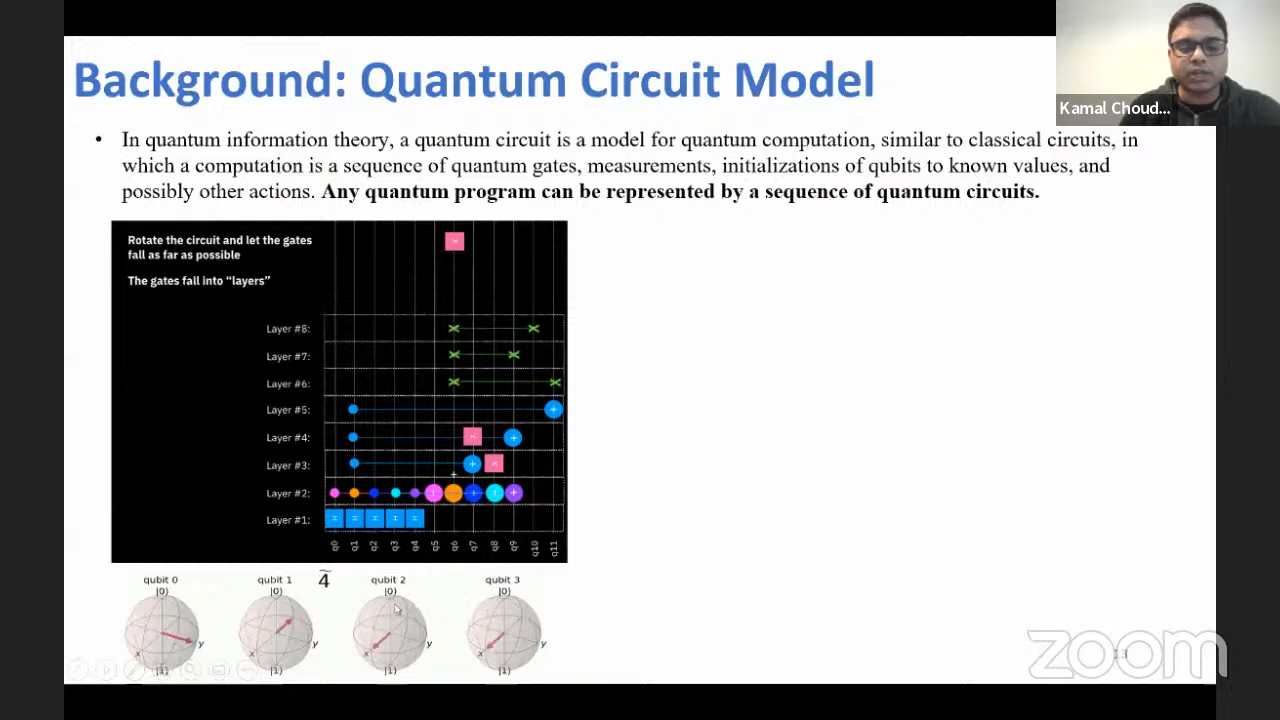 Background: Quantum Circuit Model
Kamal Choud...
• In quantum information theory, a quantum circuit is a model for quantum computation, similar to classical circuits, in
which a computation is a sequence of quantum gates, measurements, initializations of qubits to known values, and
possibly other actions. Any quantum program can be represented by a sequence of quantum circuits.
Rotate the circuit and let the gates
fall as far as possible
The gates fall into “layers”
Layer #8:
Layer #7:
Layer #6:
Layer #5:
Layer #4:
Layer #3:
Layer #2:
Layer #1:
q0 q1 q2 q3 q4 q5 q6 q7 q8 q9 q10 q11
qubit 0 qubit 1 4̃ qubit 2 qubit 3
|0⟩ |0⟩ |0⟩ |0⟩
x y x y x y x y
|1⟩ |1⟩ |1⟩ |1⟩
zoom
13